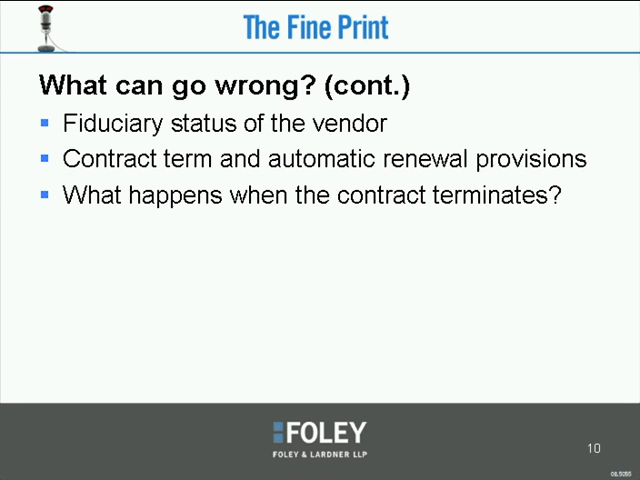 The Fine Print
What can go wrong? (cont.)
Fiduciary status of the vendor
Contract term and automatic renewal provisions
What happens when the contract terminates?
FOLEY
FOLEY & LARDNER LLP
10